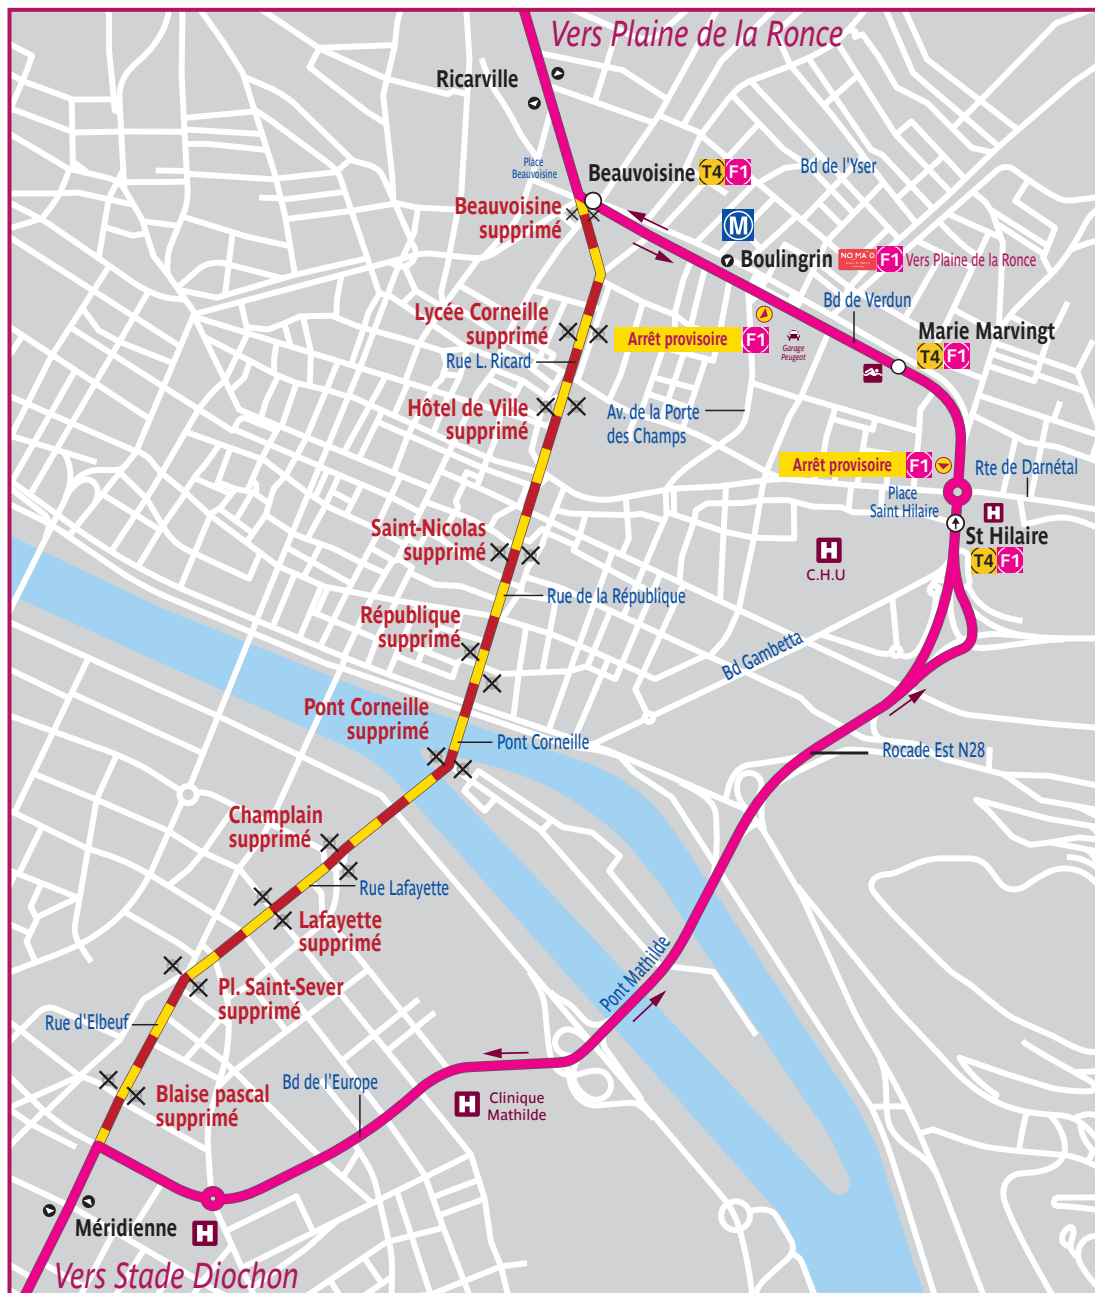 Vers Plaine de la Ronce
Ricarville
Place
Beauvoisine
Beauvoisine T4 F1
Bd de l'Yser
Beauvoisine
supprimé
M
Boulingrin NOMAD F1 Vers Plaine de la Ronce
Bd de Verdun
Lycée Corneille
supprimé
Arrêt provisoire F1
Garage
Peugeot
Marie Marvingt
T4 F1
Rue L. Ricard
Hôtel de Ville
supprimé
Av. de la Porte
des Champs
Arrêt provisoire F1
Rte de Darnétal
Place
Saint Hilaire
H
St Hilaire
T4 F1
Saint-Nicolas
supprimé
H
C.H.U
Rue de la République
République
supprimé
Bd Gambetta
Pont Corneille
supprimé
Pont Corneille
Rocade Est N28
Champlain
supprimé
Rue Lafayette
Lafayette
supprimé
Pont Mathilde
Pl. Saint-Sever
supprimé
Rue d'Elbeuf
Bd de l'Europe
Blaise pascal
supprimé
H
Clinique
Mathilde
Méridienne
H
Vers Stade Diochon